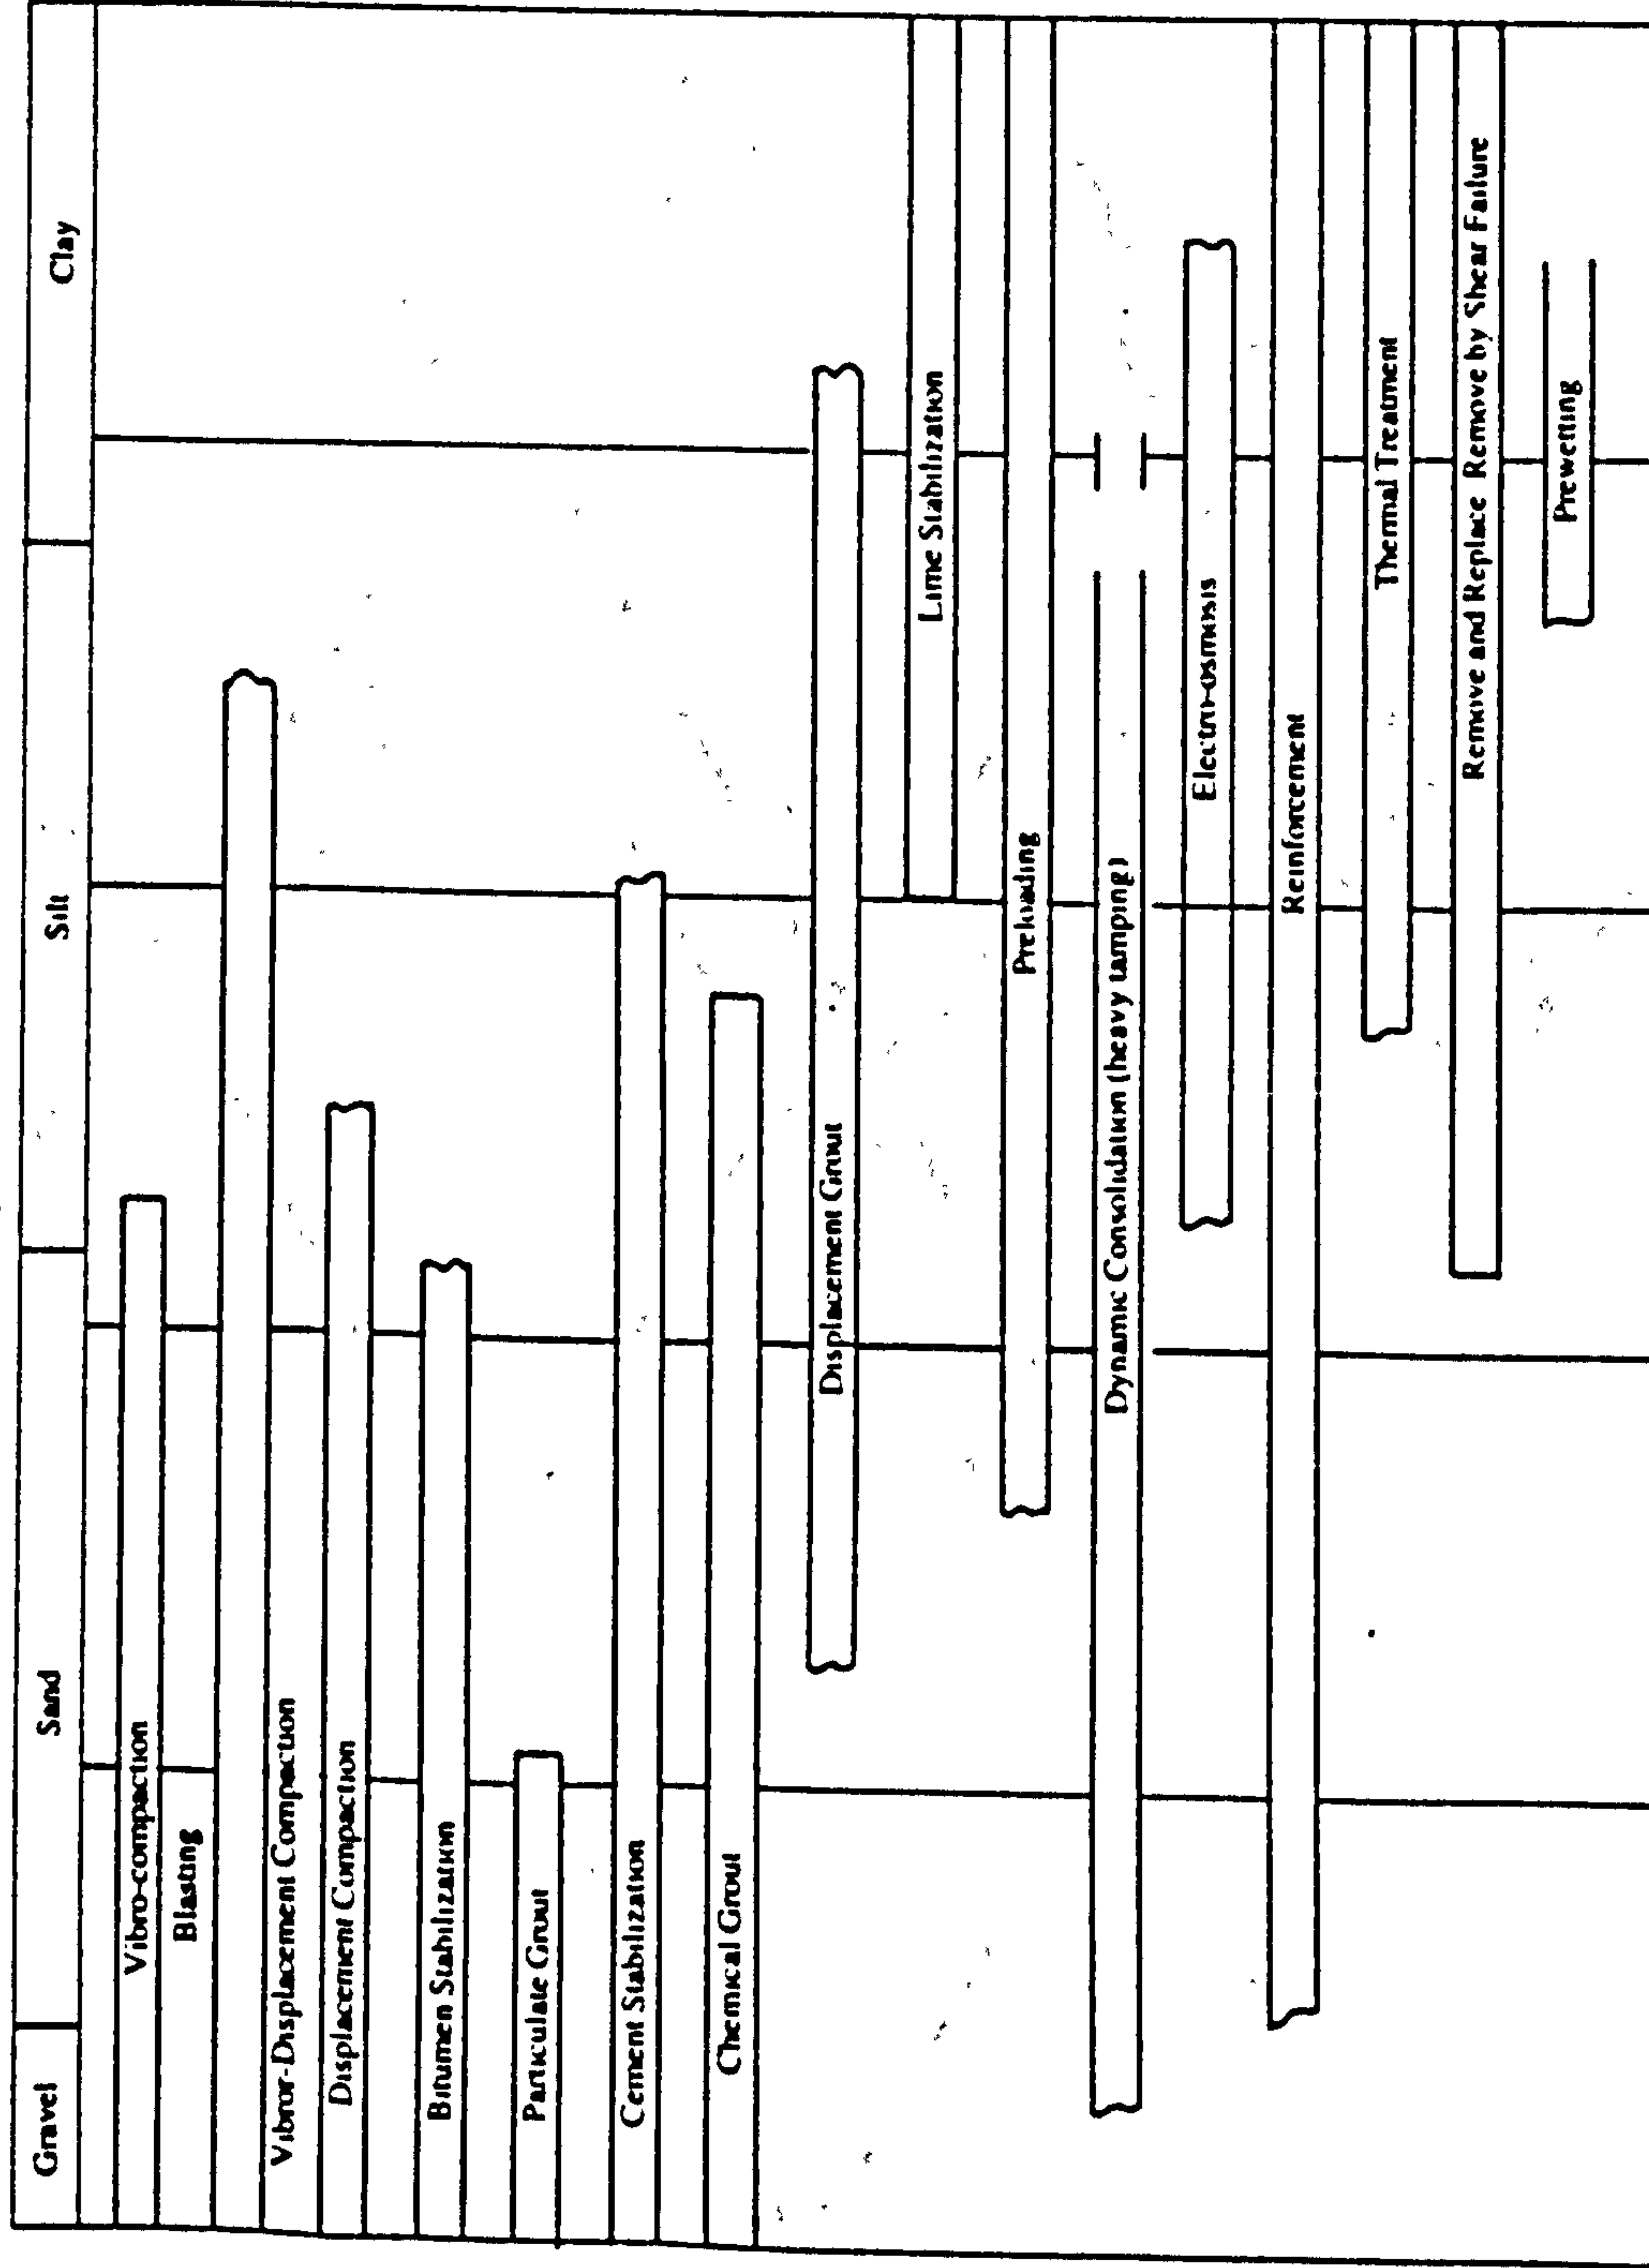 Gravel Sand Silt Clay
Vibro-compaction
Blasting
Vibror-Displacement Compaction
Displacement Compaction
Bitumen Stabilization
Particulate Grout
Cement Stabilization
Chemical Grout
Displacement Grout
Lime Stabilization
Preloading
Dynamic Consolidation (heavy tamping)
Electro-osmosis
Reinforcement
Thermal Treatment
Remove and Replace Remove by Shear Failure
Prewetting